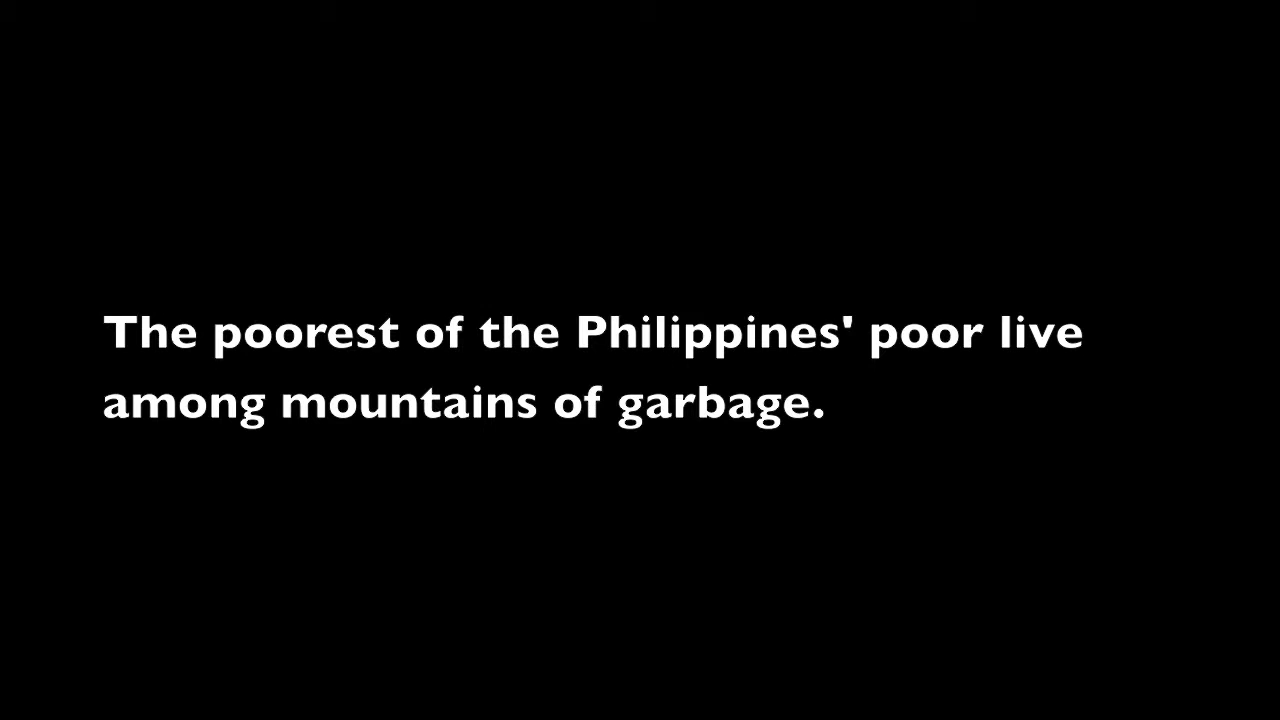 The poorest of the Philippines' poor live
among mountains of garbage.